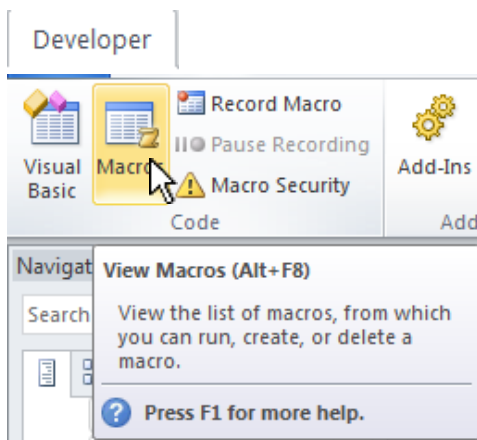 Developer
Record Macro
Pause Recording
Macro Security
Visual Basic
Macros
Add-Ins
Code
Add
Navigat
Search
View Macros (Alt+F8)
View the list of macros, from which
you can run, create, or delete a
macro.
Press F1 for more help.